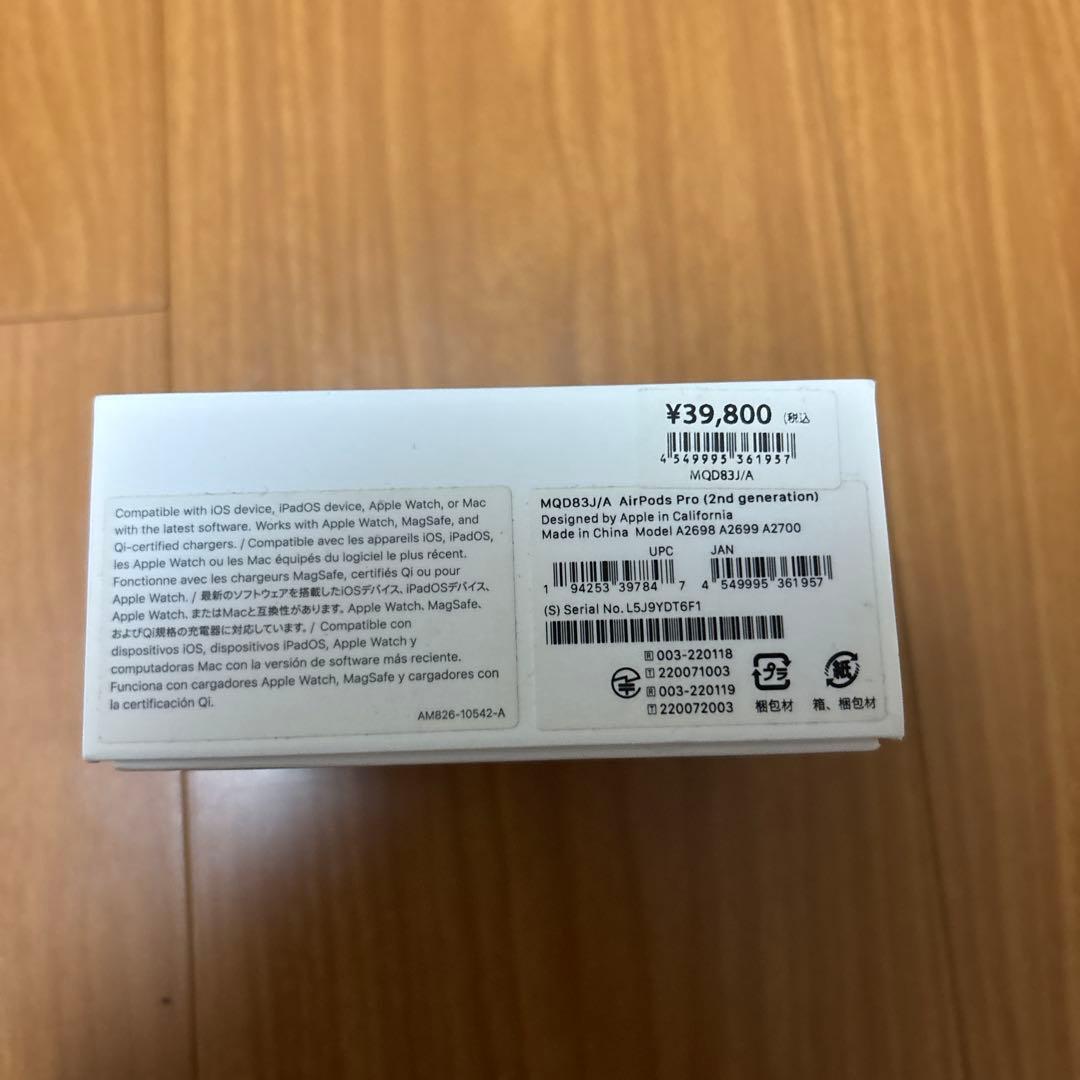 ¥39,800 (税込
4 549995 361957
MQD83J/A
Compatible with iOS device, iPadOS device, Apple Watch, or Mac
with the latest software. Works with Apple Watch, MagSafe, and
Qi-certified chargers. / Compatible avec les appareils iOS, iPadOS,
les Apple Watch ou les Mac équipés du logiciel le plus récent.
Fonctionne avec les chargeurs MagSafe, certifiés Qi ou pour
Apple Watch. / 最新のソフトウェアを搭載したiOSデバイス、iPadOSデバイス、
Apple Watch、またはMacと互換性があります。Apple Watch、MagSafe、
およびQi規格の充電器に対応しています。/ Compatible con
dispositivos iOS, dispositivos iPadOS, Apple Watch y
computadoras Mac con la versión de software más reciente.
Funciona con cargadores Apple Watch, MagSafe y cargadores con
la certificación Qi.
AM826-10542-A
MQD83J/A AirPods Pro (2nd generation)
Designed by Apple in California
Made in China Model A2698 A2699 A2700
UPC JAN
1 94253 39784 7 4 549995 361957
(S) Serial No. L5J9YDT6F1
R 003-220118
T 220071003
R 003-220119
T 220072003
プラ 紙
梱包材 箱、梱包材